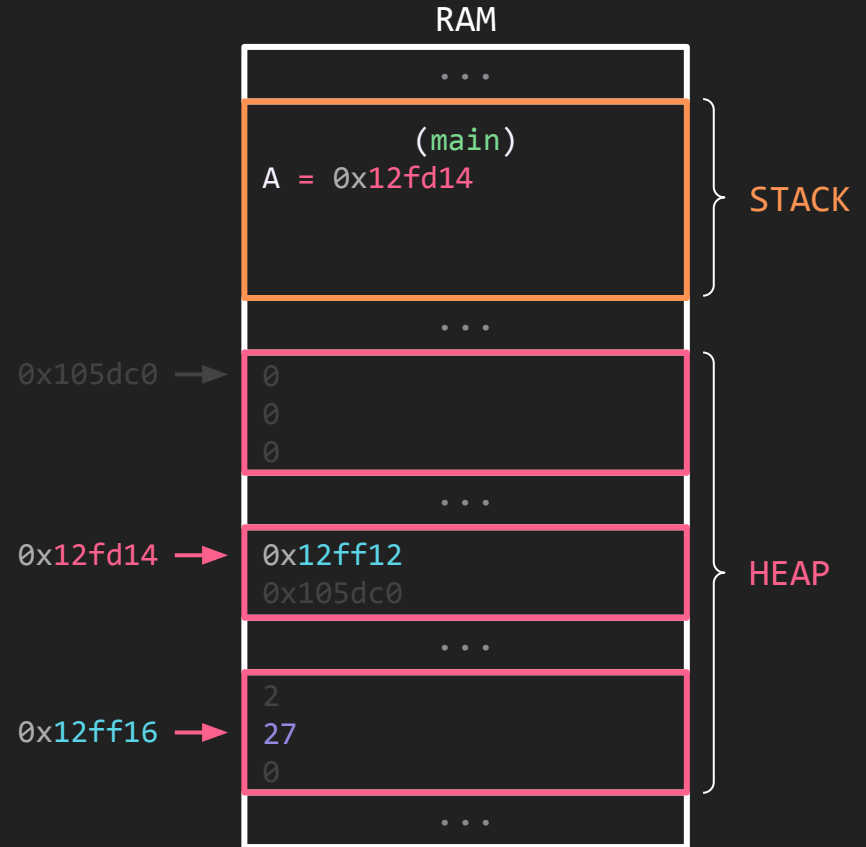 RAM
...
(main)
A = 0x12fd14
STACK
...
0x105dc0 0
0
0
...
0x12fd14 0x12ff12
0x105dc0
HEAP
...
2
0x12ff16 27
0
...